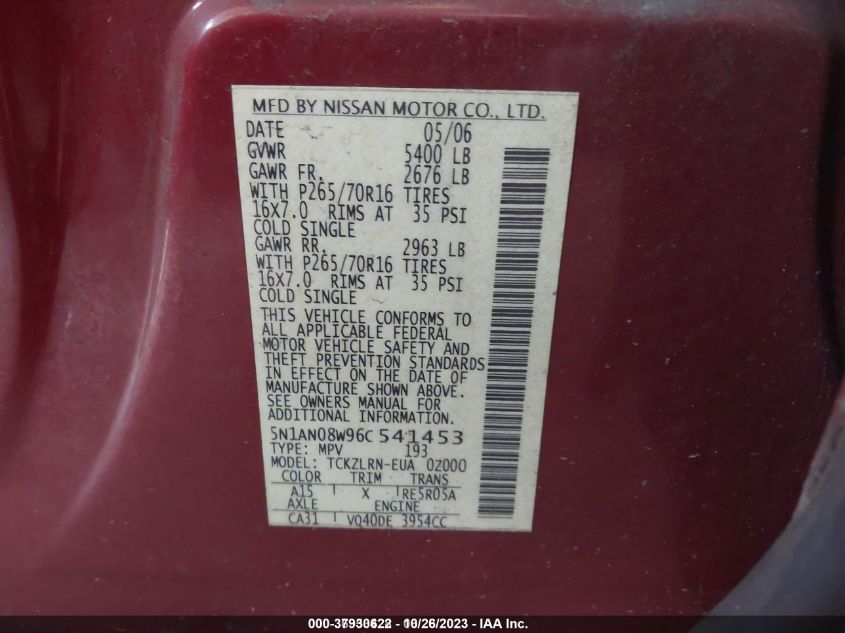 MFD BY NISSAN MOTOR CO., LTD.
DATE 05/06
GVWR 5400 LB
GAWR FR. 2676 LB
WITH P265/70R16 TIRES
16X7.0 RIMS AT 35 PSI
COLD SINGLE
GAWR RR. 2963 LB
WITH P265/70R16 TIRES
16X7.0 RIMS AT 35 PSI
COLD SINGLE
THIS VEHICLE CONFORMS TO
ALL APPLICABLE FEDERAL
MOTOR VEHICLE SAFETY AND
THEFT PREVENTION STANDARDS
IN EFFECT ON THE DATE OF
MANUFACTURE SHOWN ABOVE.
SEE OWNERS MANUAL FOR
ADDITIONAL INFORMATION.
5N1AN08W96C541453
TYPE: MPV 193
MODEL: TCKZLRN-EUA 0Z000
COLOR TRIM TRANS
A15 X RE5R05A
AXLE ENGINE
CA31 VQ40DE 3954CC
- 10/26/2023 - IAA Inc.